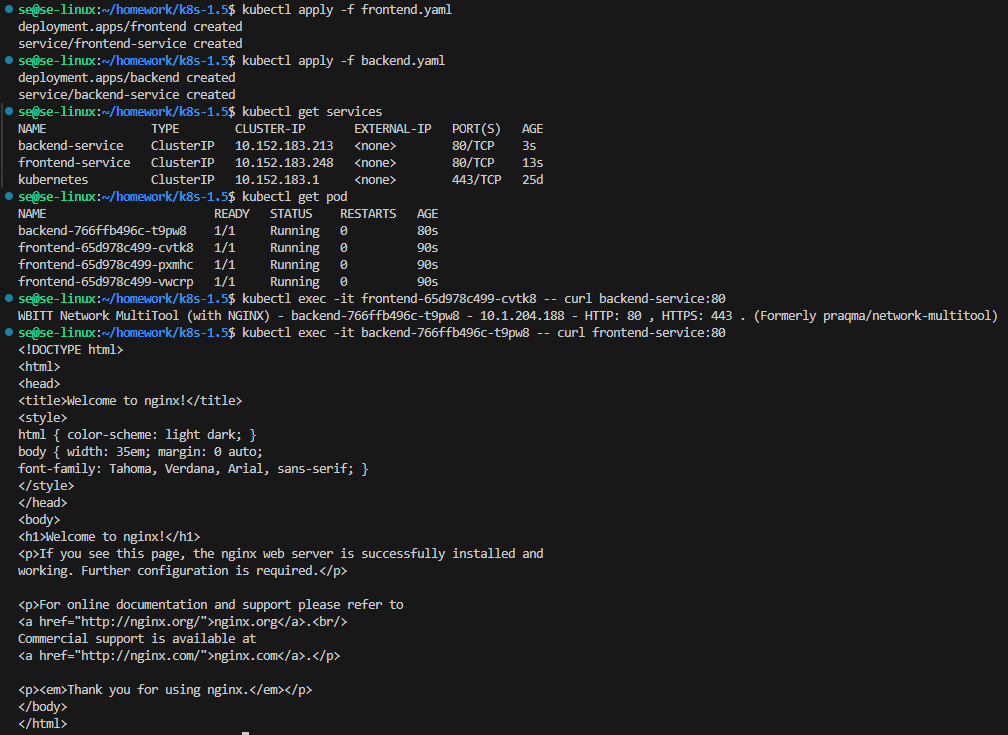 se@se-linux:~/homework/k8s-1.5$ kubectl apply -f frontend.yaml
deployment.apps/frontend created
service/frontend-service created
se@se-linux:~/homework/k8s-1.5$ kubectl apply -f backend.yaml
deployment.apps/backend created
service/backend-service created
se@se-linux:~/homework/k8s-1.5$ kubectl get services
NAME TYPE CLUSTER-IP EXTERNAL-IP PORT(S) AGE
backend-service ClusterIP 10.152.183.213 <none> 80/TCP 3s
frontend-service ClusterIP 10.152.183.248 <none> 80/TCP 13s
kubernetes ClusterIP 10.152.183.1 <none> 443/TCP 25d
se@se-linux:~/homework/k8s-1.5$ kubectl get pod
NAME READY STATUS RESTARTS AGE
backend-766ffb496c-t9pw8 1/1 Running 0 80s
frontend-65d978c499-cvtk8 1/1 Running 0 90s
frontend-65d978c499-pxmhc 1/1 Running 0 90s
frontend-65d978c499-vwcrp 1/1 Running 0 90s
se@se-linux:~/homework/k8s-1.5$ kubectl exec -it frontend-65d978c499-cvtk8 -- curl backend-service:80
WBITT Network MultiTool (with NGINX) - backend-766ffb496c-t9pw8 - 10.1.204.188 - HTTP: 80 , HTTPS: 443 . (Formerly praqma/network-multitool)
se@se-linux:~/homework/k8s-1.5$ kubectl exec -it backend-766ffb496c-t9pw8 -- curl frontend-service:80
<!DOCTYPE html>
<html>
<head>
<title>Welcome to nginx!</title>
<style>
html { color-scheme: light dark; }
body { width: 35em; margin: 0 auto;
font-family: Tahoma, Verdana, Arial, sans-serif; }
</style>
</head>
<body>
<h1>Welcome to nginx!</h1>
<p>If you see this page, the nginx web server is successfully installed and
working. Further configuration is required.</p>
<p>For online documentation and support please refer to
<a href="http://nginx.org/">nginx.org</a>.<br/>
Commercial support is available at
<a href="http://nginx.com/">nginx.com</a>.</p>
<p><em>Thank you for using nginx.</em></p>
</body>
</html>